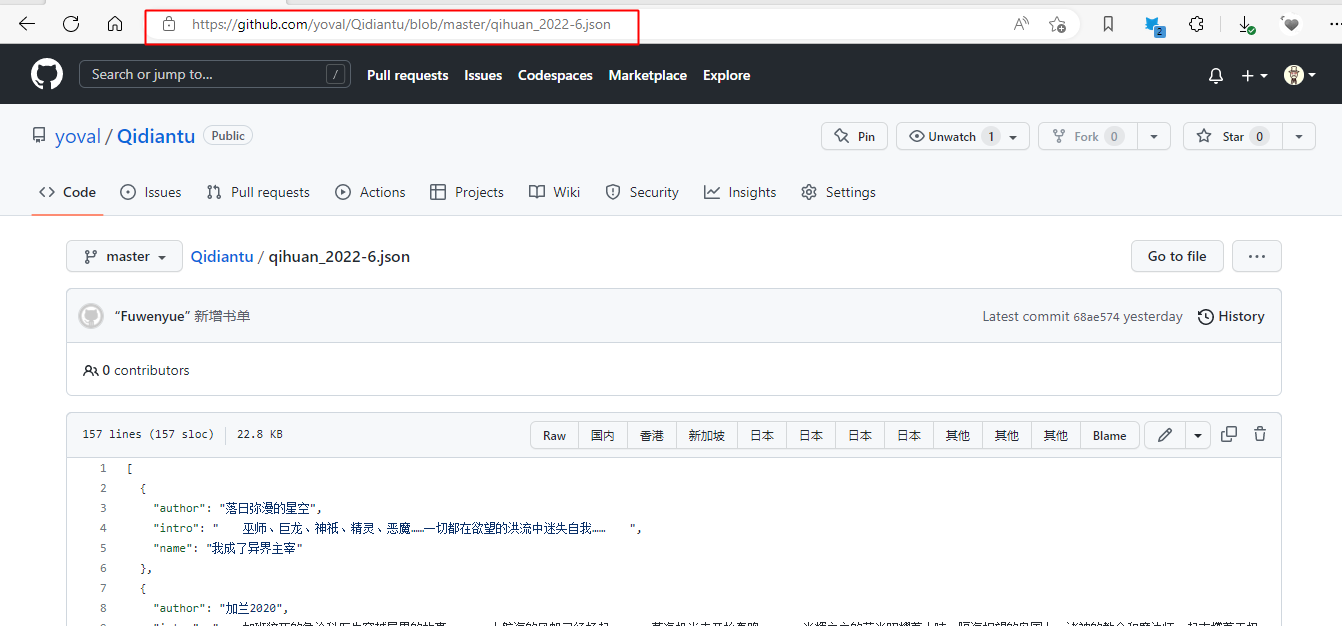 https://github.com/yoval/Qidiantu/blob/master/qihuan_2022-6.json
2
Search or jump to...
/
Pull requests Issues Codespaces Marketplace Explore
yoval / Qidiantu Public
Pin
Unwatch 1
Fork 0
Star 0
Code
Issues
Pull requests
Actions
Projects
Wiki
Security
Insights
Settings
master
Qidiantu / qihuan_2022-6.json
Go to file
“Fuwenyue” 新增书单
Latest commit 68ae574 yesterday
History
0 contributors
157 lines (157 sloc) 22.8 KB
Raw 国内 香港 新加坡 日本 日本 日本 日本 其他 其他 其他 Blame
1 [
2 {
3 "author": "落日弥漫的星空",
4 "intro": " 巫师、巨龙、神祇、精灵、恶魔……一切都在欲望的洪流中迷失自我…… ",
5 "name": "我成了异界主宰"
6 },
7 {
8 "author": "加兰2020",